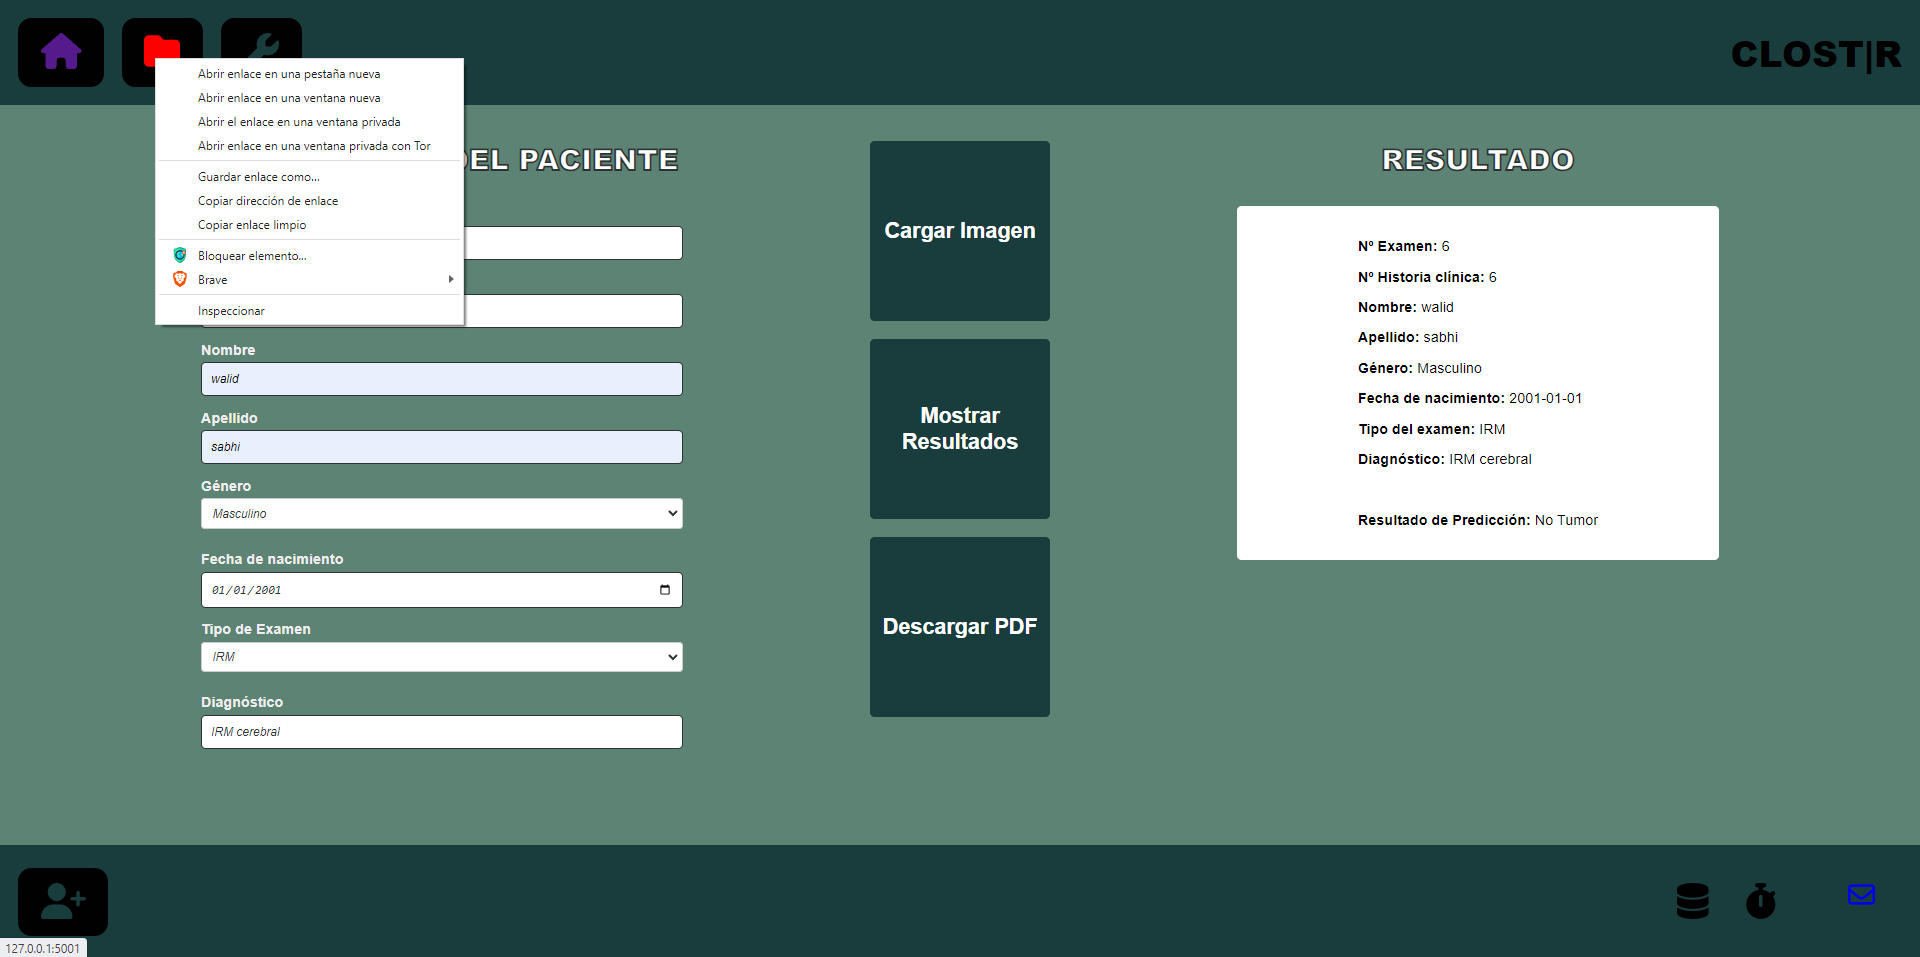 CLOST|R
Abrir enlace en una pestaña nueva
Abrir enlace en una ventana nueva
Abrir el enlace en una ventana privada
Abrir enlace en una ventana privada con Tor
Guardar enlace como...
Copiar dirección de enlace
Copiar enlace limpio
Bloquear elemento...
Brave
Inspeccionar
DEL PACIENTE
Nombre
walid
Apellido
sabhi
Género
Masculino
Fecha de nacimiento
01/01/2001
Tipo de Examen
IRM
Diagnóstico
IRM cerebral
Cargar Imagen
Mostrar
Resultados
Descargar PDF
RESULTADO
Nº Examen: 6
Nº Historia clínica: 6
Nombre: walid
Apellido: sabhi
Género: Masculino
Fecha de nacimiento: 2001-01-01
Tipo del examen: IRM
Diagnóstico: IRM cerebral
Resultado de Predicción: No Tumor
127.0.0.1:5001